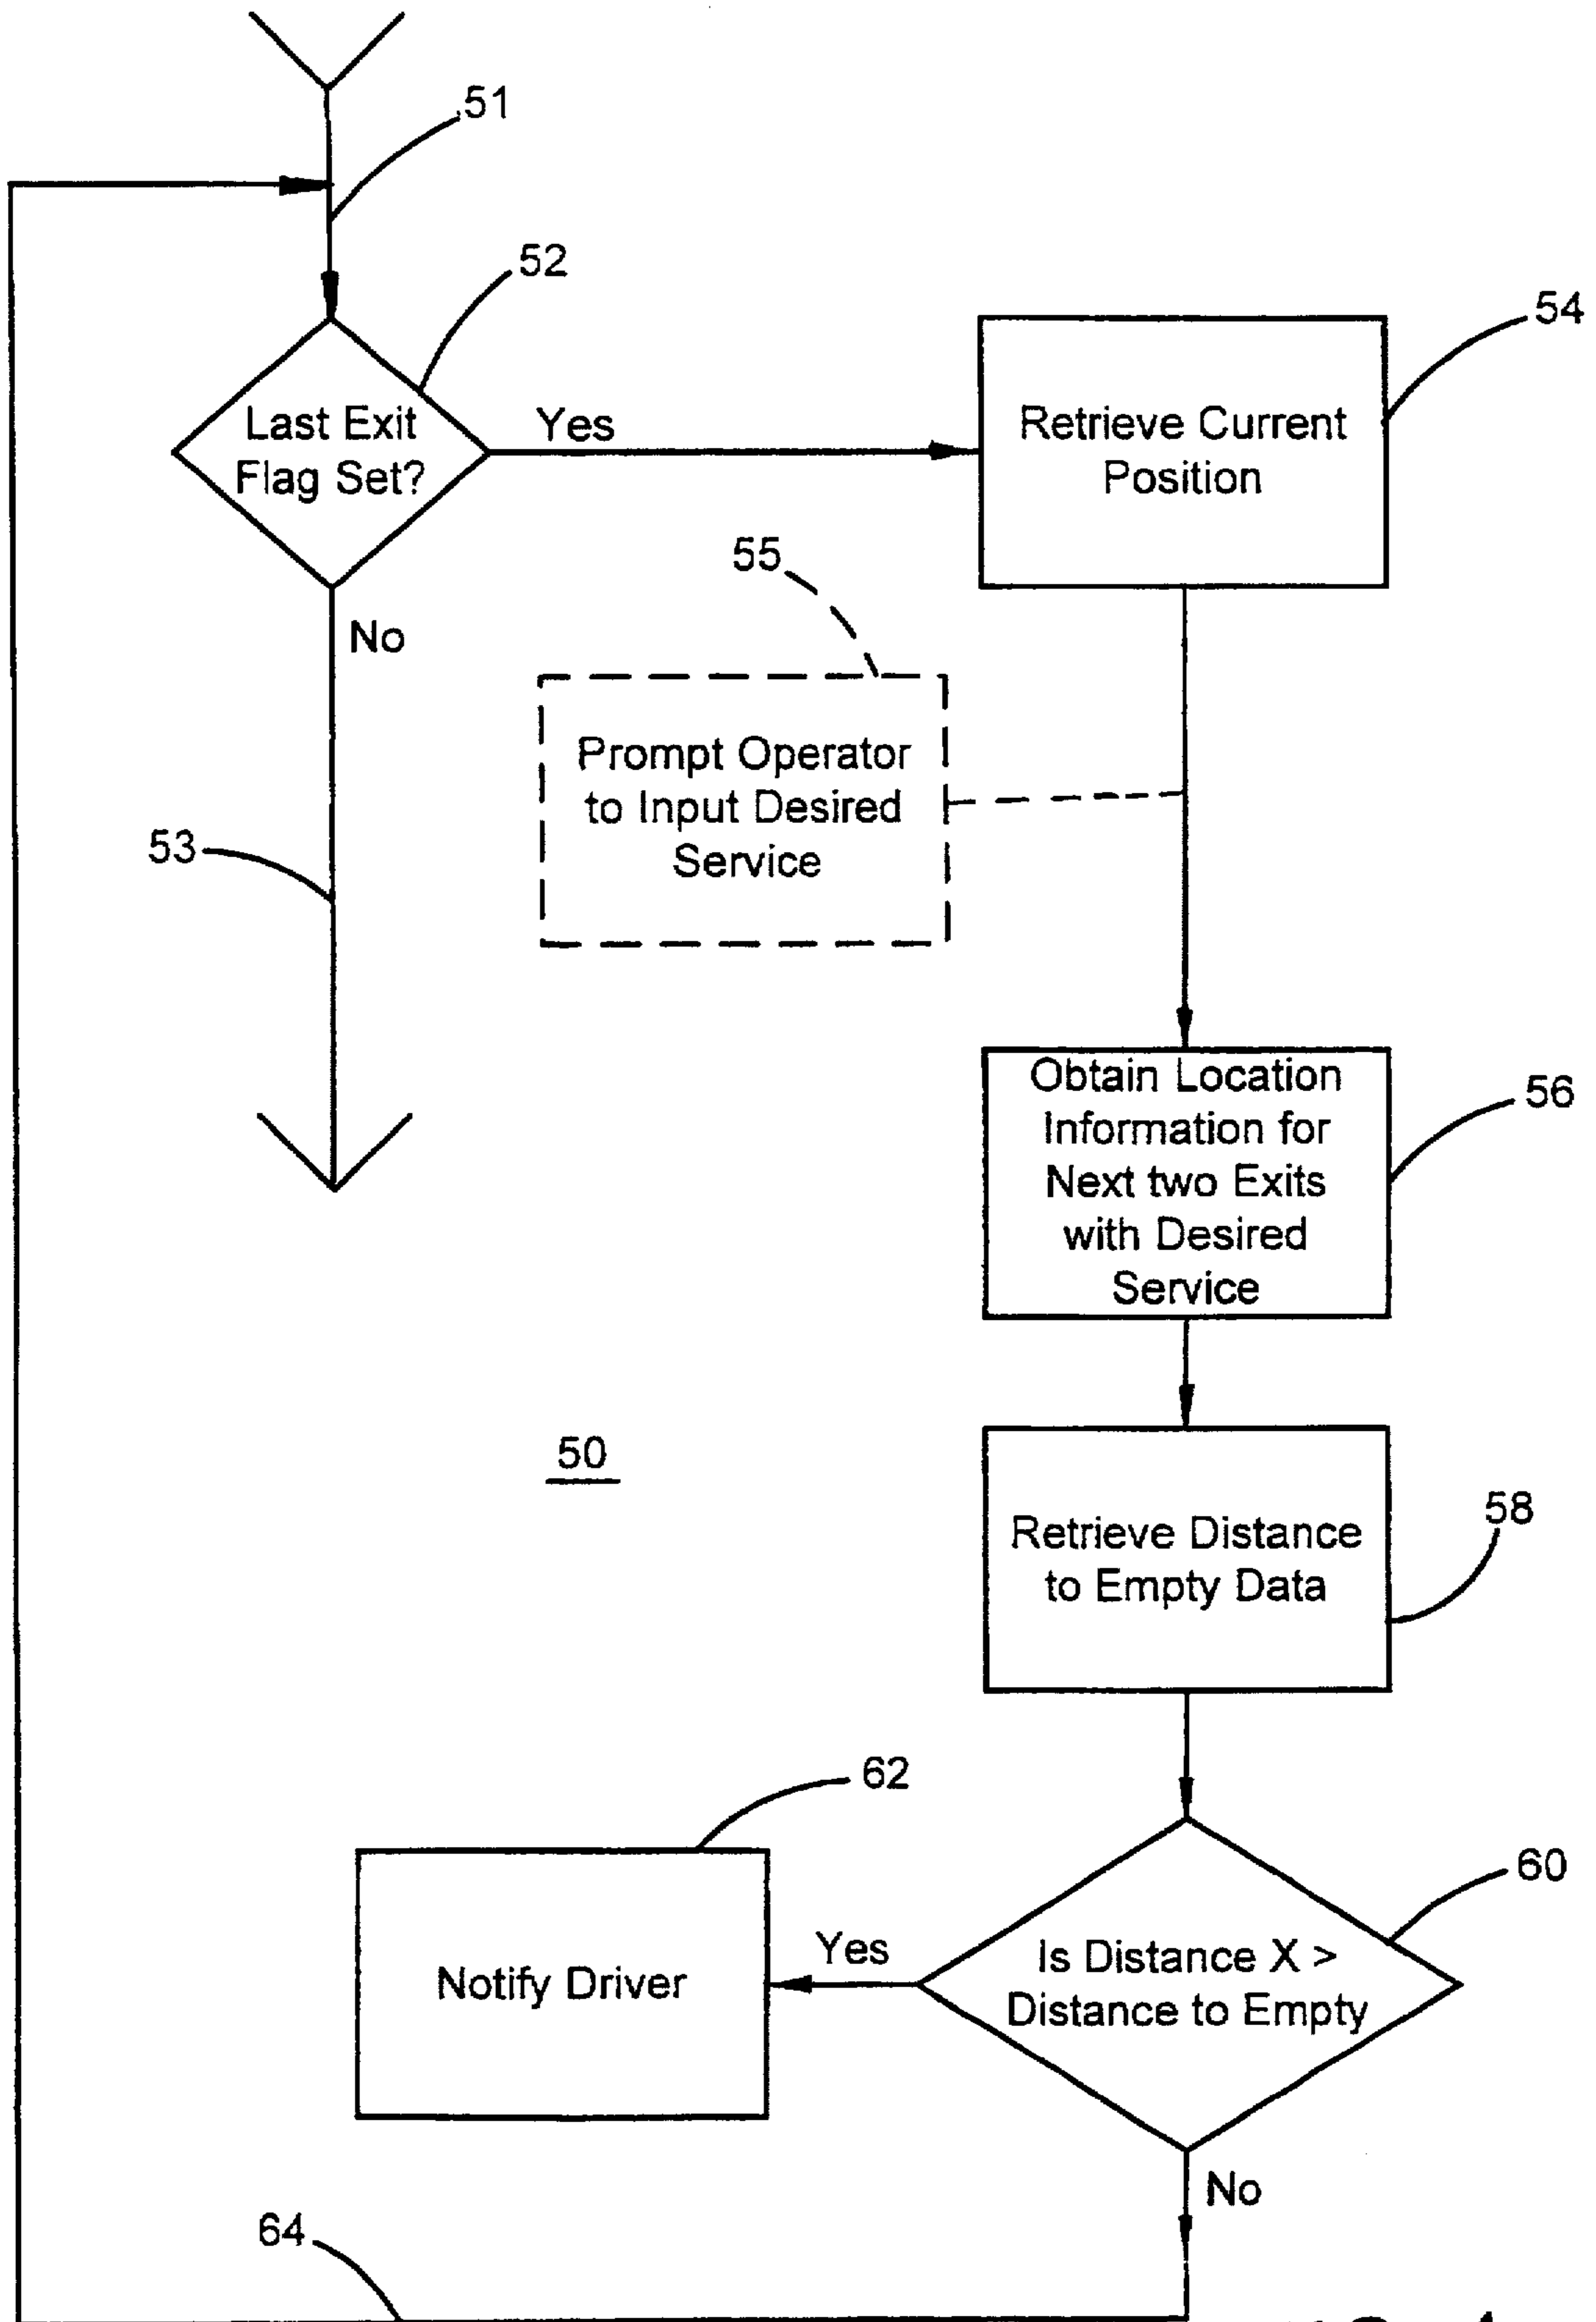 51
52
54
Last Exit
Flag Set?
Yes
Retrieve Current
Position
55
No
Prompt Operator
to Input Desired
Service
53
Obtain Location
Information for
Next two Exits
with Desired
Service
56
50
58
Retrieve Distance
to Empty Data
62
60
Yes
Is Distance X >
Distance to Empty
Notify Driver
No
64